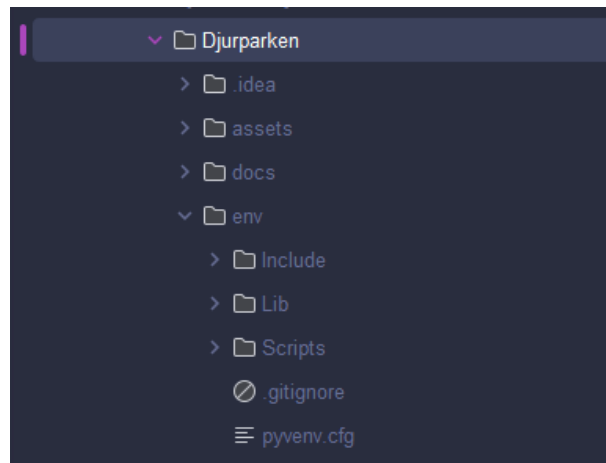 Djurparken
.idea
assets
docs
env
Include
Lib
Scripts
.gitignore
pyvenv.cfg